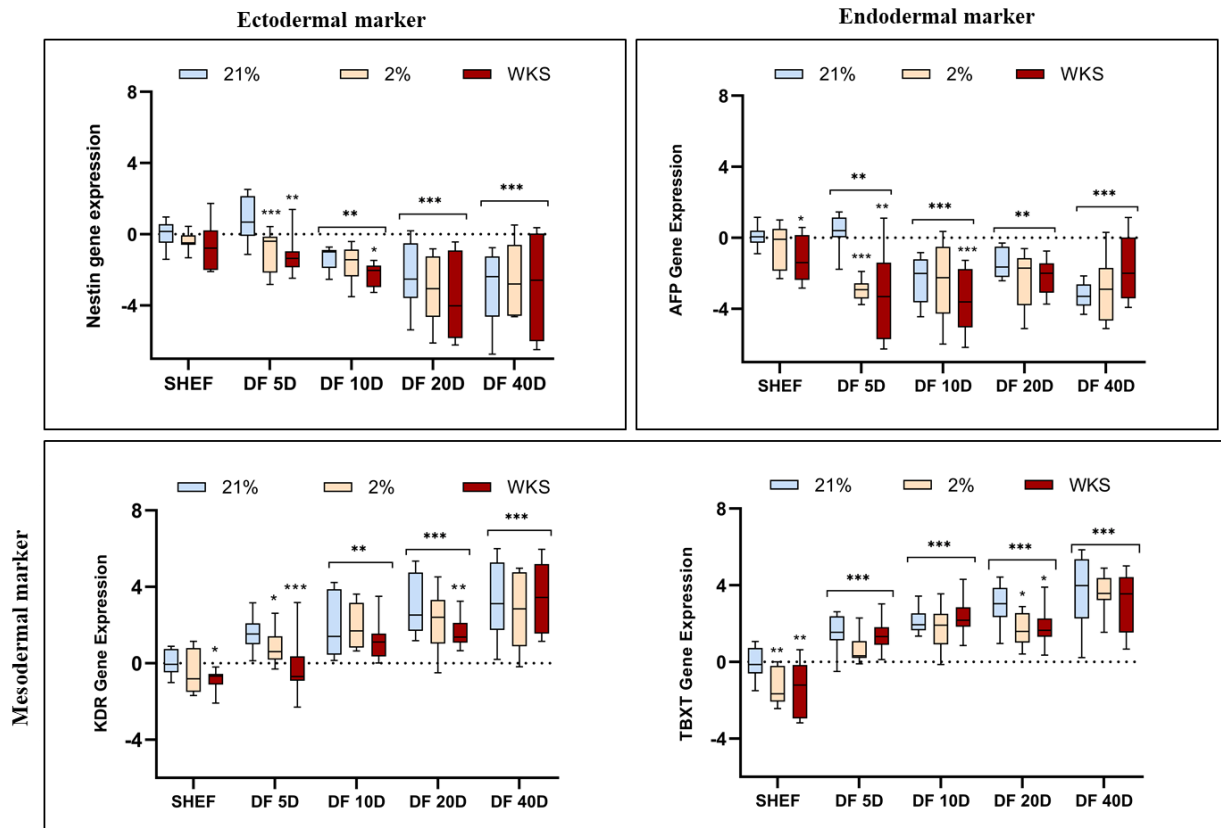 Ectodermal marker
Endodermal marker
21% 2% WKS
Nestin gene expression
8
4
0
-4
*** **
**
*
***
***
SHEF DF 5D DF 10D DF 20D DF 40D
21% 2% WKS
AFP Gene Expression
8
4
0
-4
*
**
*** **
***
***
**
***
SHEF DF 5D DF 10D DF 20D DF 40D
Mesodermal marker
21% 2% WKS
KDR Gene Expression
8
4
0
-4
*
* ***
**
***
**
***
SHEF DF 5D DF 10D DF 20D DF 40D
21% 2% WKS
TBXT Gene Expression
8
4
0
-4
** **
***
***
***
* *
***
SHEF DF 5D DF 10D DF 20D DF 40D